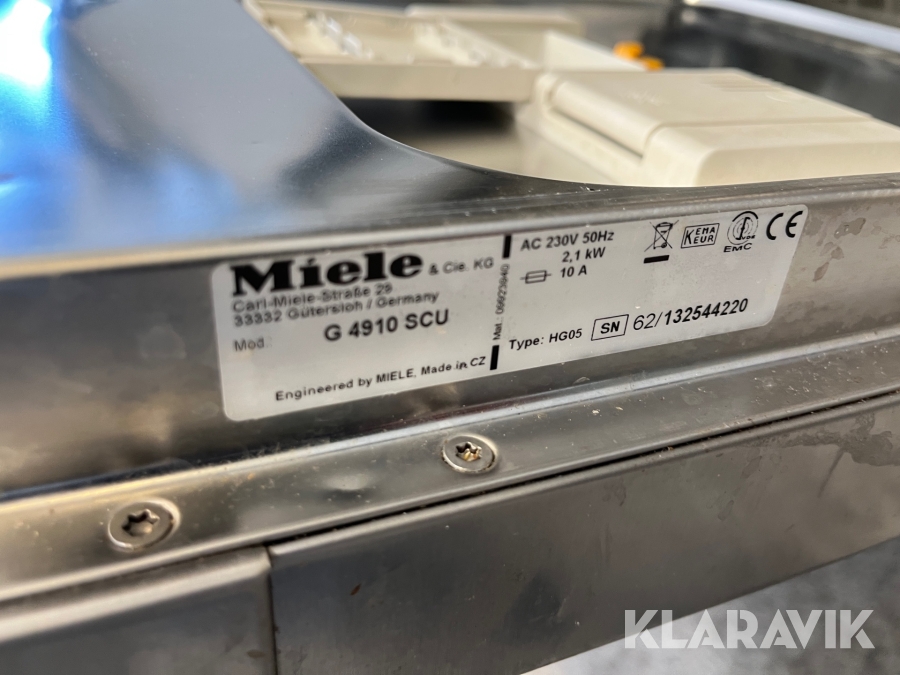 Miele & Cie. KG
Carl-Miele-Straße 29
33332 Gütersloh / Germany
Mod. G 4910 SCU
Engineered by MIELE, Made in CZ
AC 230V 50Hz
2,1 kW
10 A
Type: HG05 SN 62/132544220
KEMA
KEUR
EMC
CE
KLARAVIK